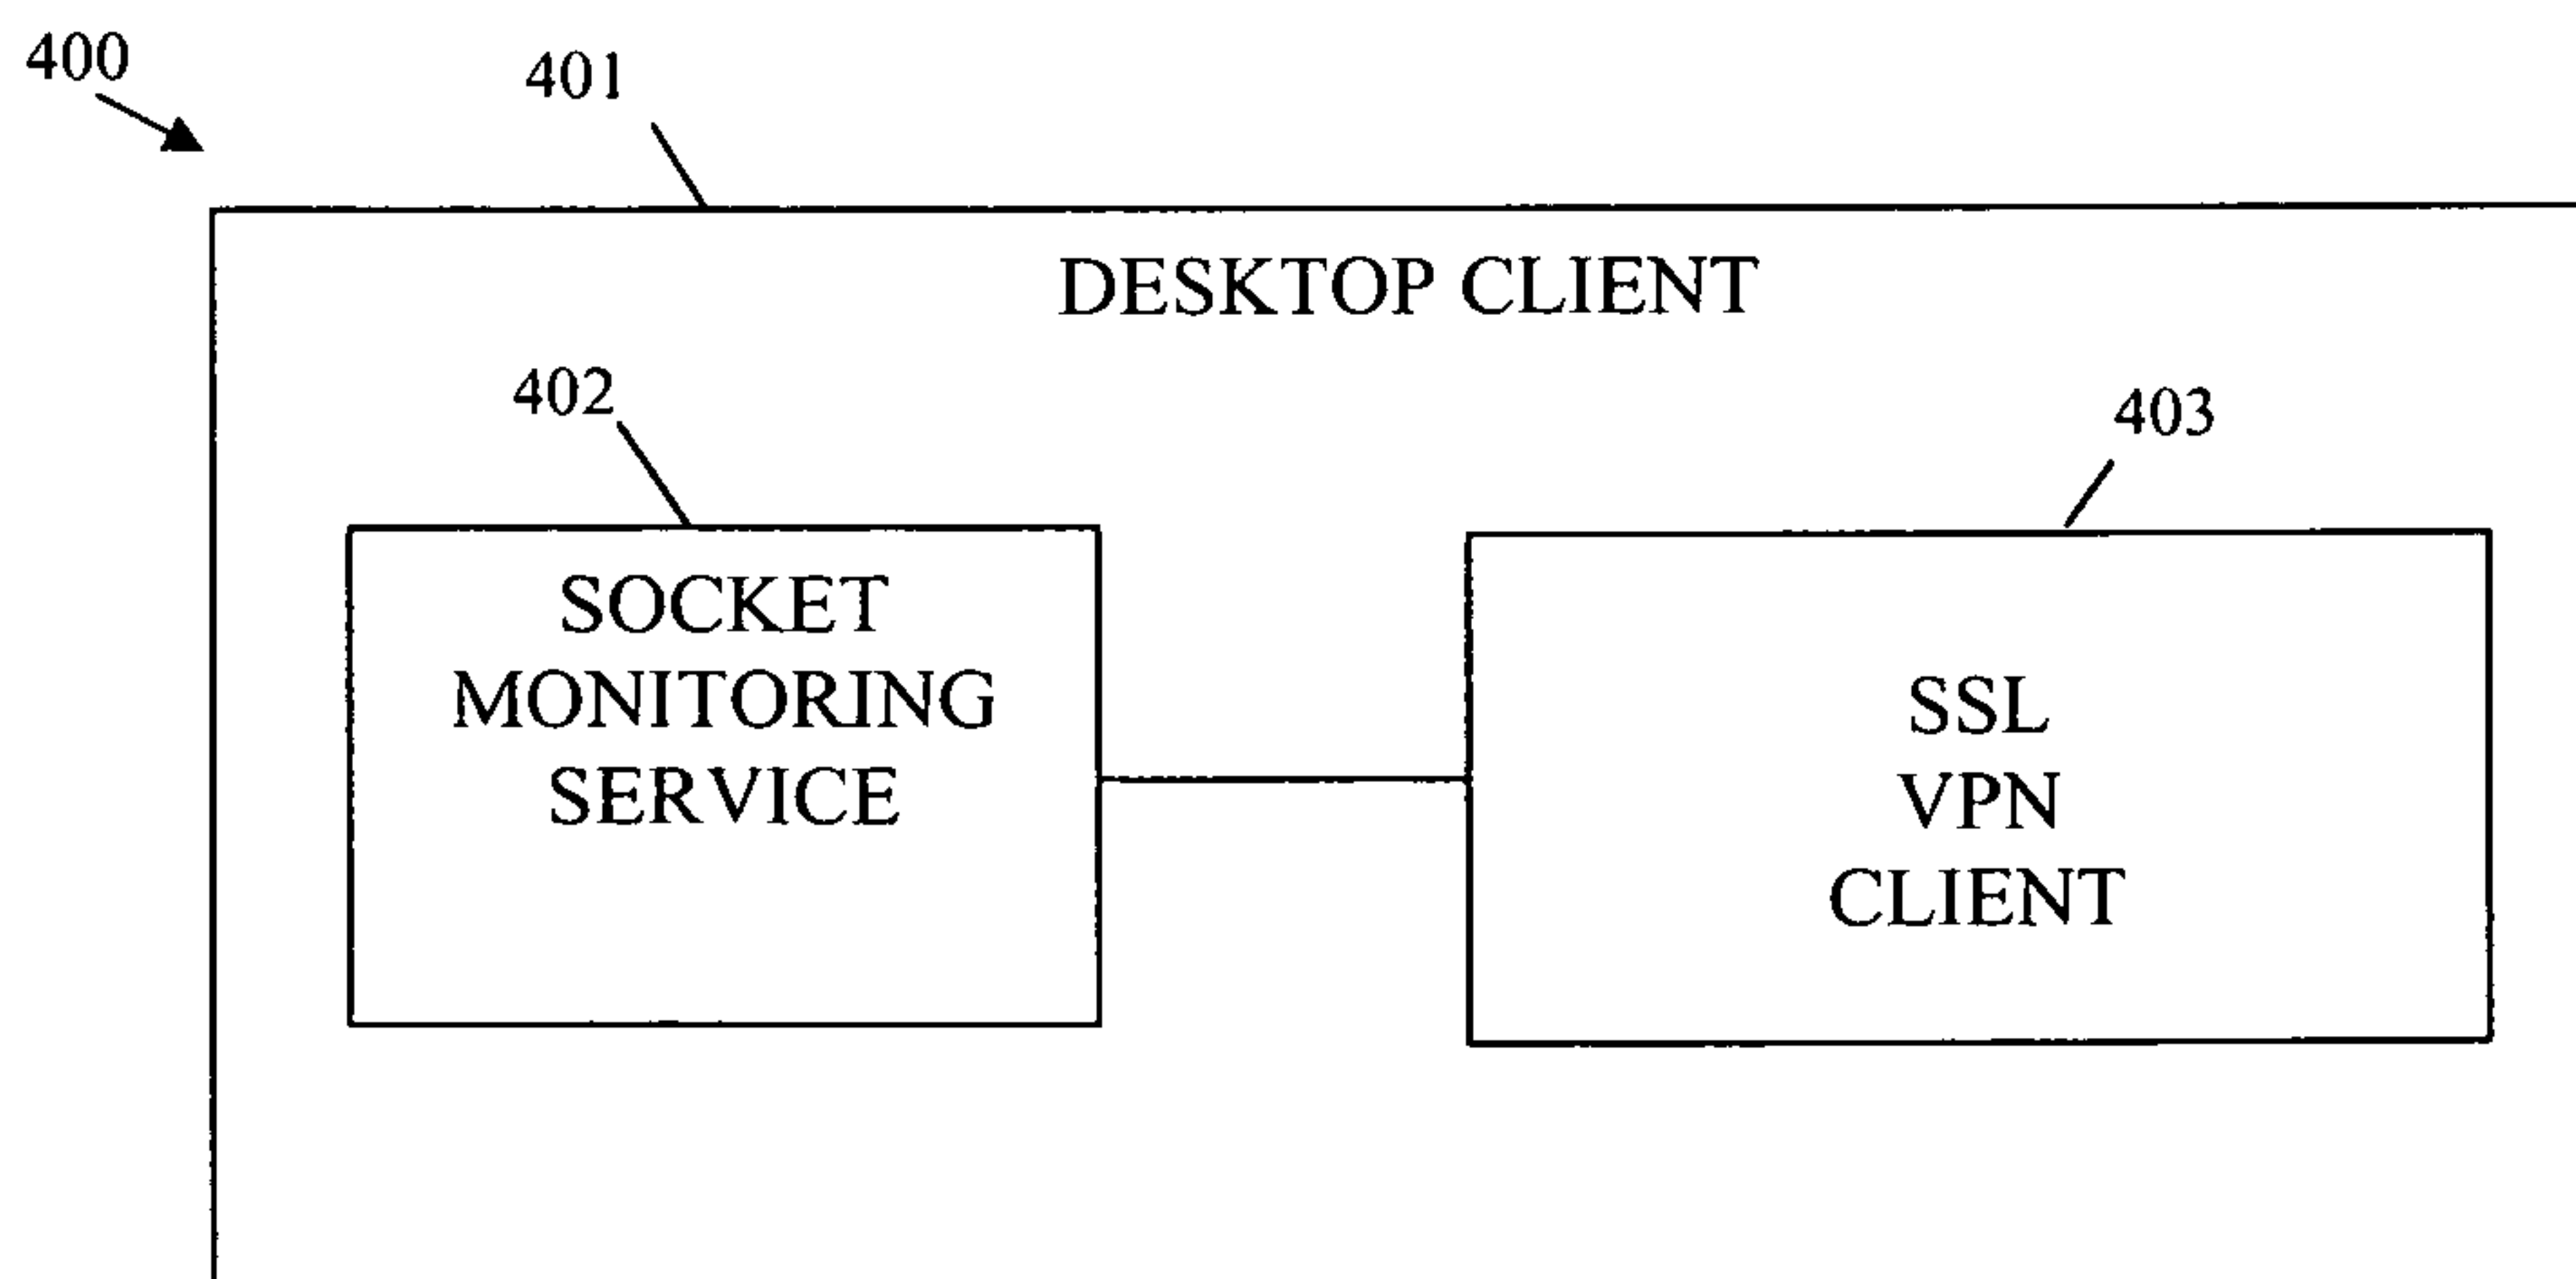 400
401
DESKTOP CLIENT
402
403
SOCKET
MONITORING
SERVICE
SSL
VPN
CLIENT